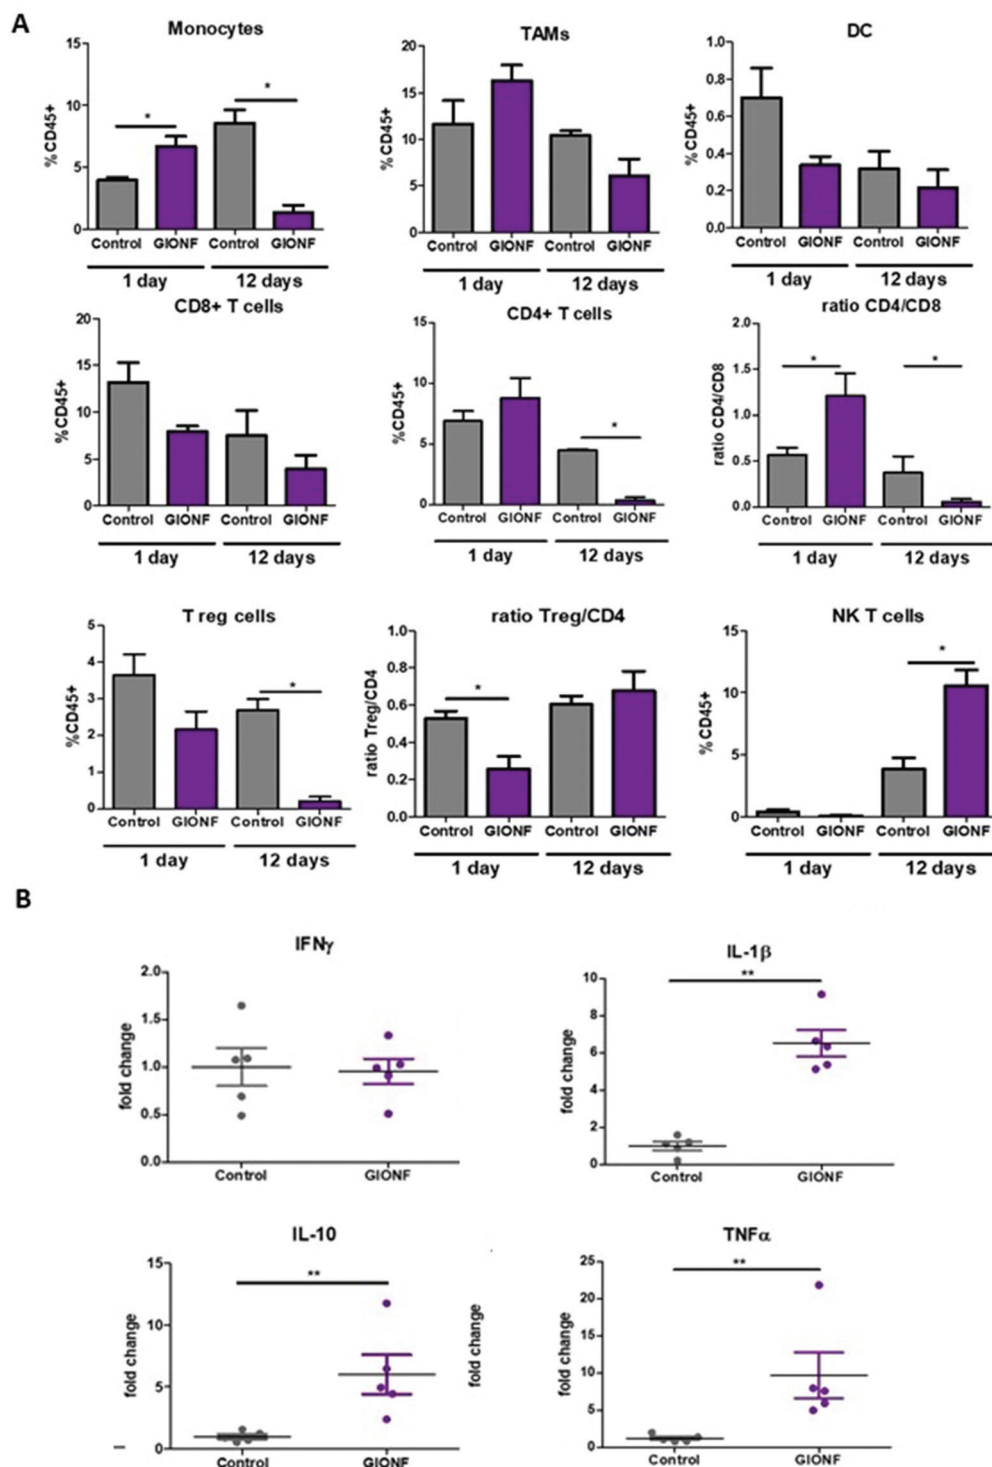 A
Monocytes
%CD45+
15
10
5
0
*
*
Control
GIONF
Control
GIONF
1 day
12 days
TAMs
%CD45+
20
15
10
5
0
Control
GIONF
Control
GIONF
1 day
12 days
DC
%CD45+
1.0
0.8
0.6
0.4
0.2
0.0
Control
GIONF
Control
GIONF
1 day
12 days
CD8+ T cells
%CD45+
20
15
10
5
0
Control
GIONF
Control
GIONF
1 day
12 days
CD4+ T cells
%CD45+
15
10
5
0
*
Control
GIONF
Control
GIONF
1 day
12 days
ratio CD4/CD8
ratio CD4/CD8
2.0
1.5
1.0
0.5
0.0
*
*
Control
GIONF
Control
GIONF
1 day
12 days
T reg cells
%CD45+
5
4
3
2
1
0
*
Control
GIONF
Control
GIONF
1 day
12 days
ratio Treg/CD4
ratio Treg/CD4
1.0
0.8
0.6
0.4
0.2
0.0
*
Control
GIONF
Control
GIONF
1 day
12 days
NK T cells
%CD45+
15
10
5
0
*
Control
GIONF
Control
GIONF
1 day
12 days
B
IFNγ
fold change
2.0
1.5
1.0
0.5
0.0
Control
GIONF
IL-1β
fold change
10
8
6
4
2
0
**
Control
GIONF
IL-10
fold change
15
10
5
0
**
Control
GIONF
fold change
TNFα
fold change
25
20
15
10
5
0
**
Control
GIONF